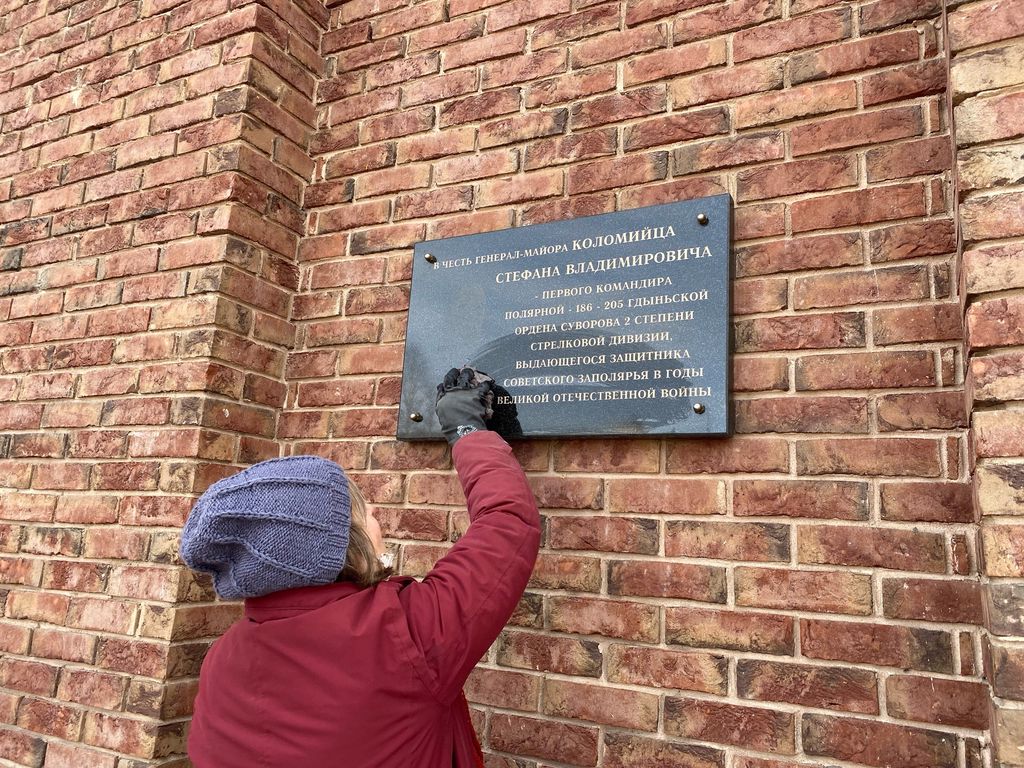 В ЧЕСТЬ ГЕНЕРАЛ-МАЙОРА КОЛОМИЙЦА
СТЕФАНА ВЛАДИМИРОВИЧА
- ПЕРВОГО КОМАНДИРА
ПОЛЯРНОЙ - 186 - 205 ГДЫНЬСКОЙ
ОРДЕНА СУВОРОВА 2 СТЕПЕНИ
СТРЕЛКОВОЙ ДИВИЗИИ,
ВЫДАЮЩЕГОСЯ ЗАЩИТНИКА
СОВЕТСКОГО ЗАПОЛЯРЬЯ В ГОДЫ
ВЕЛИКОЙ ОТЕЧЕСТВЕННОЙ ВОЙНЫ